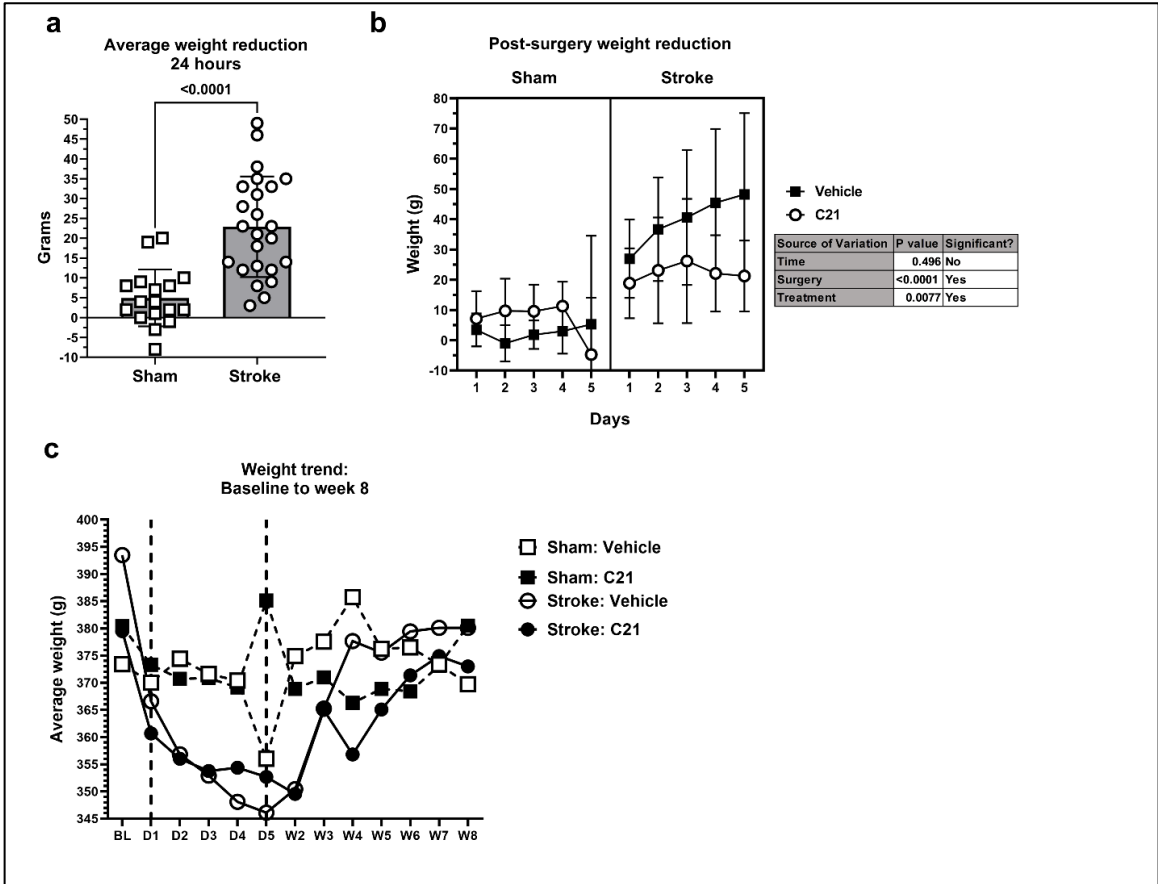 a
Average weight reduction
24 hours
<0.0001
Grams
50
45
40
35
30
25
20
15
10
5
0
-5
-10
Sham
Stroke
b
Post-surgery weight reduction
Sham
Stroke
Weight (g)
80
70
60
50
40
30
20
10
0
-10
1 2 3 4 5 1 2 3 4 5
Days
Vehicle
C21
Source of Variation P value Significant?
Time 0.496 No
Surgery <0.0001 Yes
Treatment 0.0077 Yes
c
Weight trend:
Baseline to week 8
Average weight (g)
400
395
390
385
380
375
370
365
360
355
350
345
BL D1 D2 D3 D4 D5 W2 W3 W4 W5 W6 W7 W8
Sham: Vehicle
Sham: C21
Stroke: Vehicle
Stroke: C21